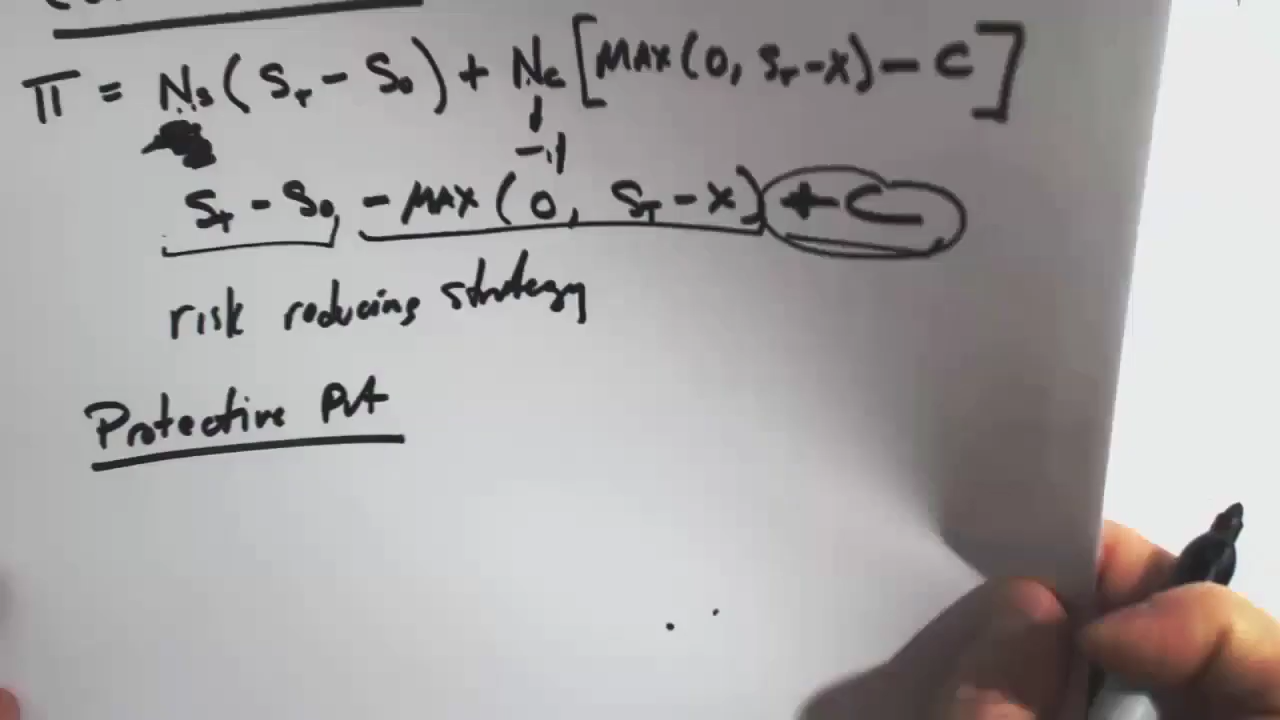 π = Ns(ST - S0) + Nc[MAX(0, ST-X) - C]
-1
ST - S0 - MAX(0, ST-X) + C
risk reducing strategy
Protective Put